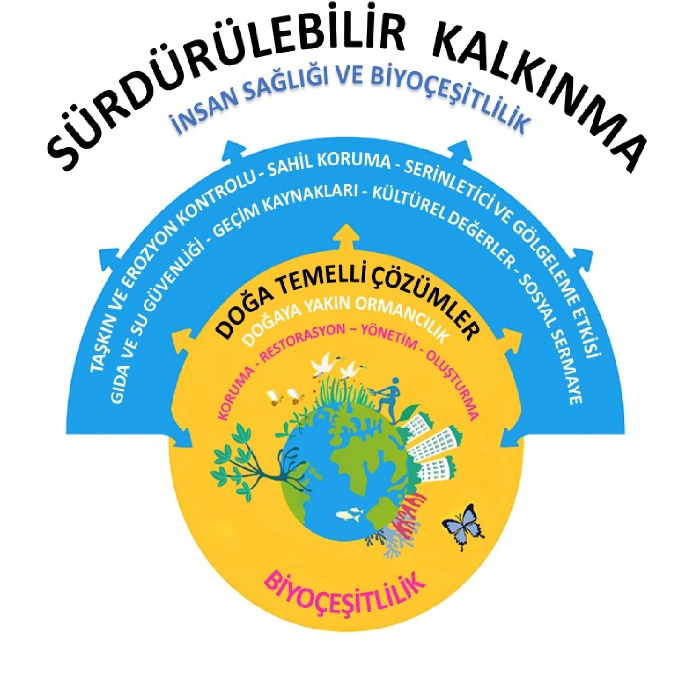 SÜRDÜRÜLEBİLİR KALKINMA
İNSAN SAĞLIĞI VE BİYOÇEŞİTLİLİK
TAŞKIN VE EROZYON KONTROLU - SAHİL KORUMA - SERİNLETİCİ VE GÖLGELEME ETKİSİ
GIDA VE SU GÜVENLİĞİ - GEÇİM KAYNAKLARI - KÜLTÜREL DEĞERLER - SOSYAL SERMAYE
DOĞA TEMELLİ ÇÖZÜMLER
DOĞAYA YAKIN ORMANCILIK
KORUMA - RESTORASYON – YÖNETİM - OLUŞTURMA
BİYOÇEŞİTLİLİK